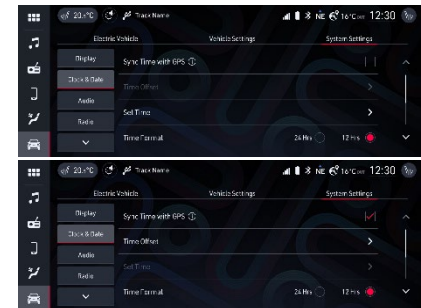 20.5°C Track Name NE 16°C 12:30
Electric Vehicle Vehicle Settings System Settings
Display
Sync Time with GPS
Clock & Date
Time Offset
Audio
Set Time
Radio
Time Format 24 Hrs 12 Hrs
20.5°C Track Name NE 16°C 12:30
Electric Vehicle Vehicle Settings System Settings
Display
Sync Time with GPS
Clock & Date
Time Offset
Audio
Set Time
Radio
Time Format 24 Hrs 12 Hrs